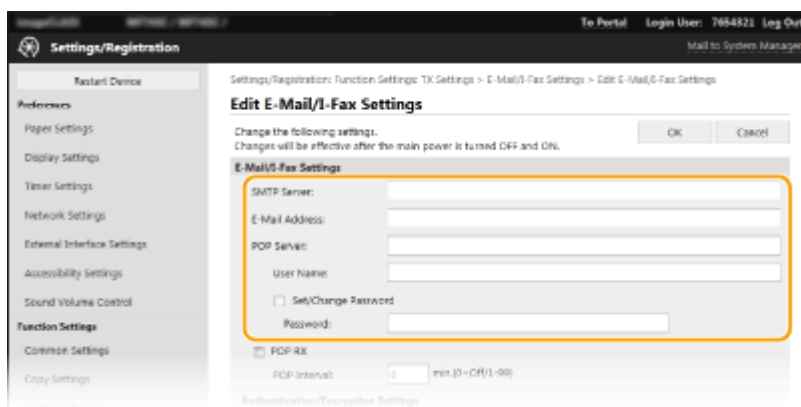 To Portal Login User: 7654321 Log Out
Settings/Registration
Mail to System Manager
Restart Device
Preferences
Paper Settings
Display Settings
Timer Settings
Network Settings
External Interface Settings
Accessibility Settings
Sound Volume Control
Function Settings
Common Settings
Copy Settings
Settings/Registration: Function Settings: TX Settings > E-Mail/I-Fax Settings > Edit E-Mail/I-Fax Settings
Edit E-Mail/I-Fax Settings
Change the following settings.
Changes will be effective after the main power is turned OFF and ON.
OK Cancel
E-Mail/I-Fax Settings
SMTP Server:
E-Mail Address:
POP Server:
User Name:
Set/Change Password
Password:
POP RX
POP Interval: 0 min.(0=Off/1-99)
Authentication/Encryption Settings